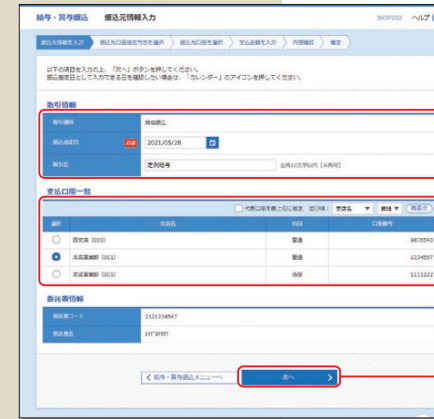 給与・賞与振込 振込元情報入力
BKSF002 ヘルプ
振込元情報を入力 振込先口座指定方法を選択 振込先口座を選択 支払金額を入力 内容確認 確定
以下の項目を入力の上、「次へ」ボタンを押してください。
振込指定日として入力できる日を確認したい場合は、「カレンダー」のアイコンを押してください。
取引情報
取引種別 給与振込
振込指定日 必須 2021/05/28
取引名 定例給与 全角10文字以内 [半角可]
支払口座一覧
代表口座を最上位に固定 並び順: 支店名 昇順 再表示
選択 支店名 科目 口座番号
西支店 (003) 普通 9876543
本店営業部 (001) 普通 1234567
本店営業部 (001) 当座 1111222
委託者情報
委託者コード 2121234567
委託者名
給与・賞与振込メニューへ 次へ